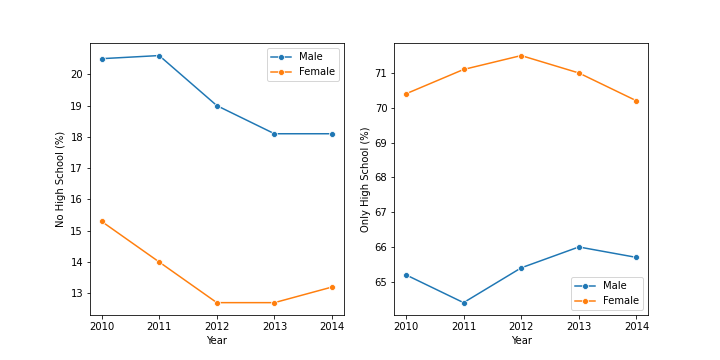 No High School (%)
20
19
18
17
16
15
14
13
2010 2011 2012 2013 2014
Year
Male
Female
Only High School (%)
71
70
69
68
67
66
65
2010 2011 2012 2013 2014
Year
Male
Female